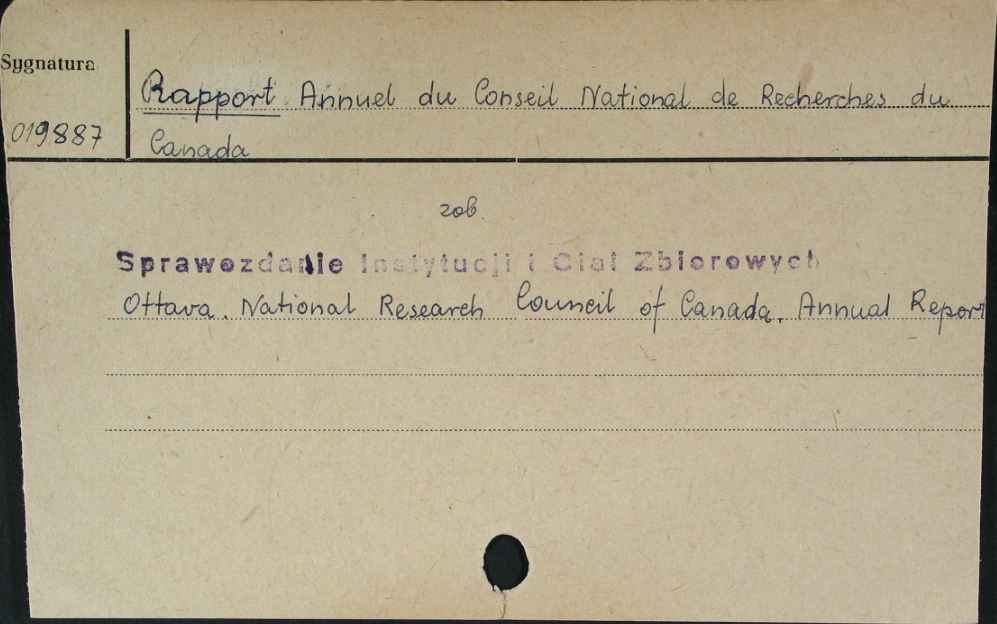 Sygnatura
Rapport Annuel du Conseil National de Recherches du
019887
Canada
zob.
Sprawozdanie Instytucji i Ciał Zbiorowych
Ottava. National Research Council of Canada. Annual Report